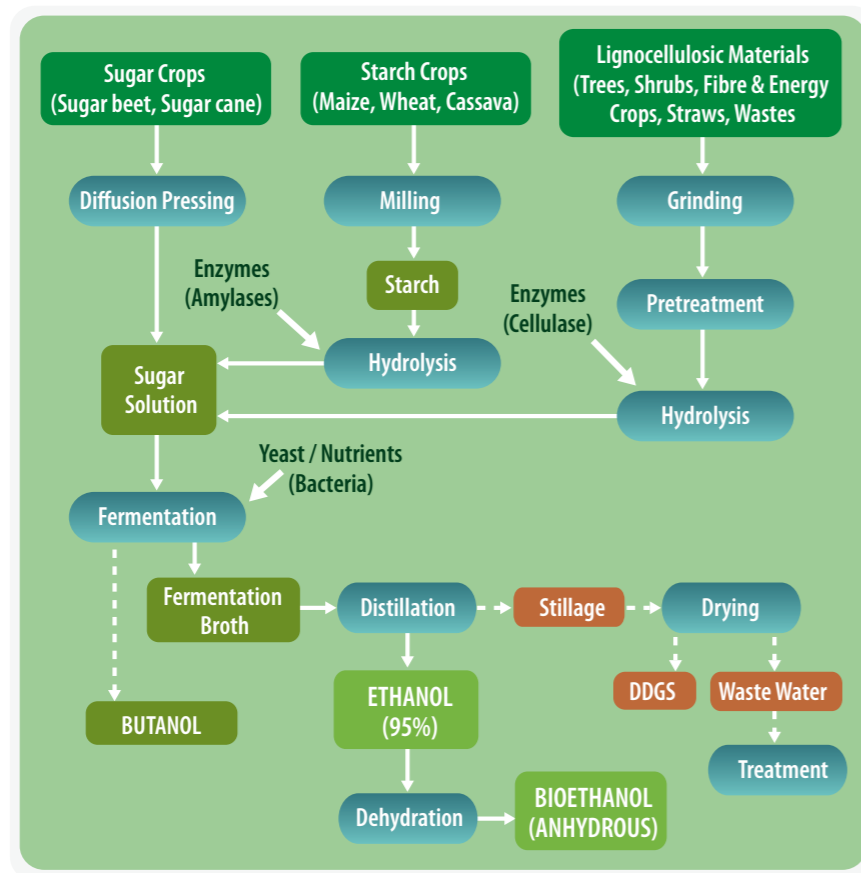 Sugar Crops
(Sugar beet, Sugar cane)
Starch Crops
(Maize, Wheat, Cassava)
Lignocellulosic Materials
(Trees, Shrubs, Fibre & Energy
Crops, Straws, Wastes
Diffusion Pressing
Milling
Grinding
Enzymes
(Amylases)
Starch
Enzymes
(Cellulase)
Pretreatment
Sugar
Solution
Hydrolysis
Hydrolysis
Yeast / Nutrients
(Bacteria)
Fermentation
Fermentation
Broth
Distillation
Stillage
Drying
BUTANOL
ETHANOL
(95%)
DDGS
Waste Water
Treatment
Dehydration
BIOETHANOL
(ANHYDROUS)